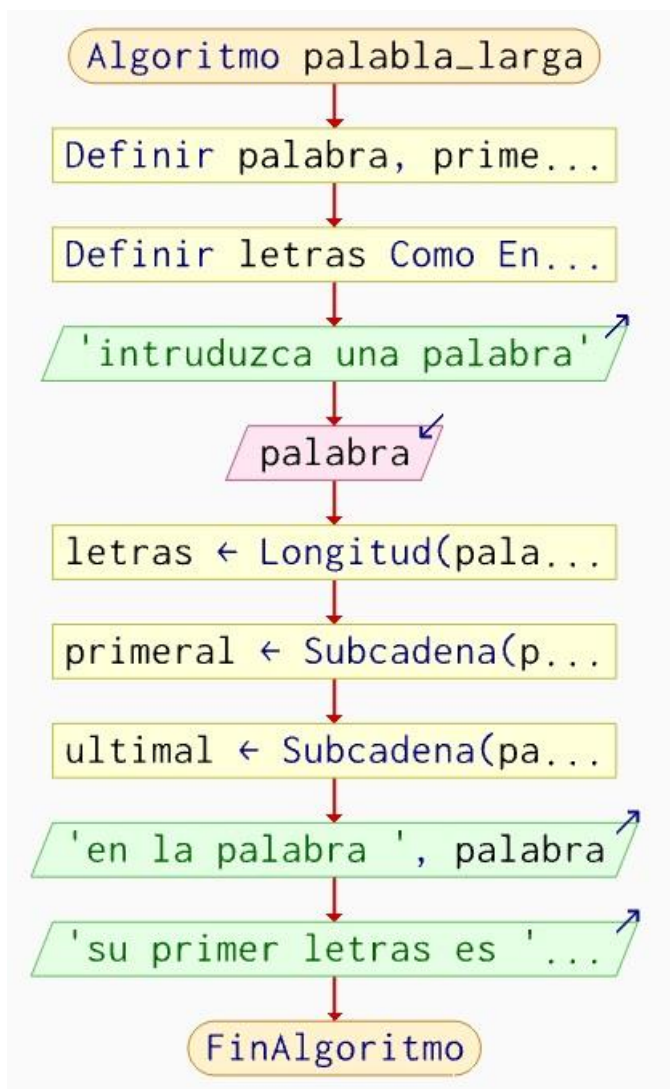 Algoritmo palabla_larga
Definir palabra, prime...
Definir letras Como En...
'intruduzca una palabra'
palabra
letras ← Longitud(pala...
primeral ← Subcadena(p...
ultimal ← Subcadena(pa...
'en la palabra ', palabra
'su primer letras es '...
FinAlgoritmo